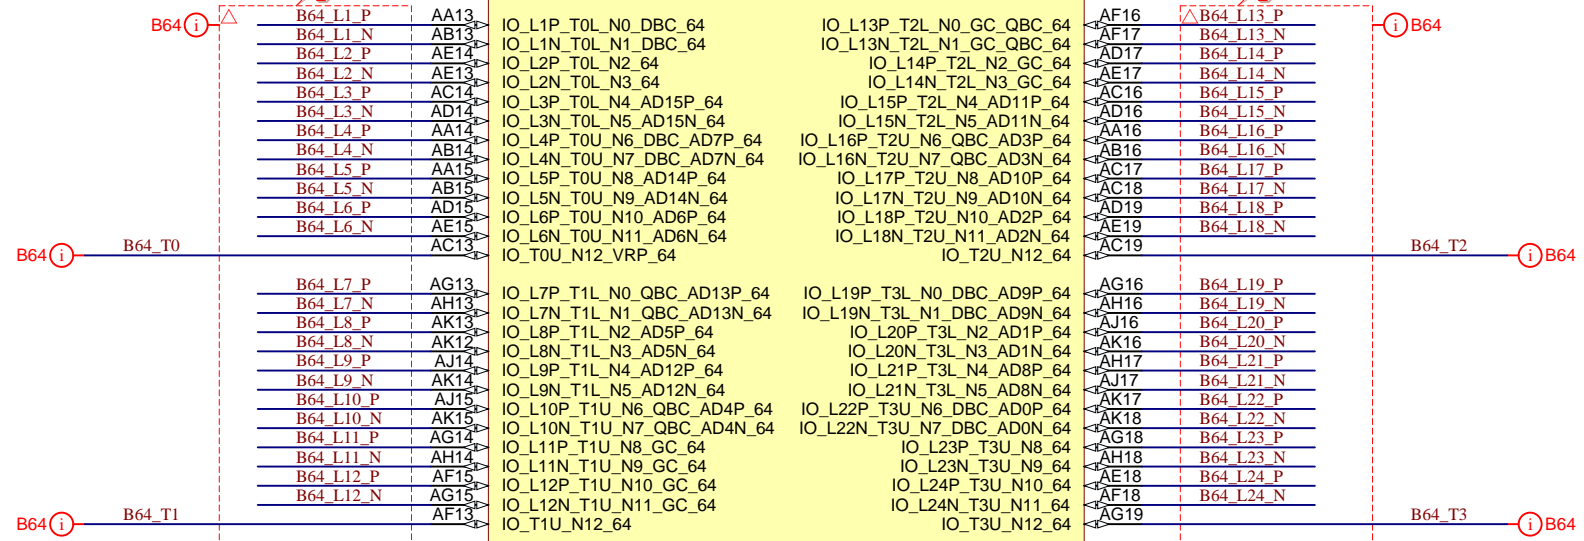 B64 i B64_L1_P AA13 IO_L1P_T0L_N0_DBC_64 IO_L13P_T2L_N0_GC_QBC_64 AF16 B64_L13_P i B64
B64_L1_N AB13 IO_L1N_T0L_N1_DBC_64 IO_L13N_T2L_N1_GC_QBC_64 AF17 B64_L13_N
B64_L2_P AE14 IO_L2P_T0L_N2_64 IO_L14P_T2L_N2_GC_64 AD17 B64_L14_P
B64_L2_N AE13 IO_L2N_T0L_N3_64 IO_L14N_T2L_N3_GC_64 AE17 B64_L14_N
B64_L3_P AC14 IO_L3P_T0L_N4_AD15P_64 IO_L15P_T2L_N4_AD11P_64 AC16 B64_L15_P
B64_L3_N AD14 IO_L3N_T0L_N5_AD15N_64 IO_L15N_T2L_N5_AD11N_64 AD16 B64_L15_N
B64_L4_P AA14 IO_L4P_T0U_N6_DBC_AD7P_64 IO_L16P_T2U_N6_QBC_AD3P_64 AA16 B64_L16_P
B64_L4_N AB14 IO_L4N_T0U_N7_DBC_AD7N_64 IO_L16N_T2U_N7_QBC_AD3N_64 AB16 B64_L16_N
B64_L5_P AA15 IO_L5P_T0U_N8_AD14P_64 IO_L17P_T2U_N8_AD10P_64 AC17 B64_L17_P
B64_L5_N AB15 IO_L5N_T0U_N9_AD14N_64 IO_L17N_T2U_N9_AD10N_64 AC18 B64_L17_N
B64_L6_P AD15 IO_L6P_T0U_N10_AD6P_64 IO_L18P_T2U_N10_AD2P_64 AD19 B64_L18_P
B64_L6_N AE15 IO_L6N_T0U_N11_AD6N_64 IO_L18N_T2U_N11_AD2N_64 AE19 B64_L18_N
B64 i B64_T0 AC13 IO_T0U_N12_VRP_64 IO_T2U_N12_64 AC19 B64_T2 i B64
B64_L7_P AG13 IO_L7P_T1L_N0_QBC_AD13P_64 IO_L19P_T3L_N0_DBC_AD9P_64 AG16 B64_L19_P
B64_L7_N AH13 IO_L7N_T1L_N1_QBC_AD13N_64 IO_L19N_T3L_N1_DBC_AD9N_64 AH16 B64_L19_N
B64_L8_P AK13 IO_L8P_T1L_N2_AD5P_64 IO_L20P_T3L_N2_AD1P_64 AJ16 B64_L20_P
B64_L8_N AK12 IO_L8N_T1L_N3_AD5N_64 IO_L20N_T3L_N3_AD1N_64 AK16 B64_L20_N
B64_L9_P AJ14 IO_L9P_T1L_N4_AD12P_64 IO_L21P_T3L_N4_AD8P_64 AH17 B64_L21_P
B64_L9_N AK14 IO_L9N_T1L_N5_AD12N_64 IO_L21N_T3L_N5_AD8N_64 AJ17 B64_L21_N
B64_L10_P AJ15 IO_L10P_T1U_N6_QBC_AD4P_64 IO_L22P_T3U_N6_DBC_AD0P_64 AK17 B64_L22_P
B64_L10_N AK15 IO_L10N_T1U_N7_QBC_AD4N_64 IO_L22N_T3U_N7_DBC_AD0N_64 AK18 B64_L22_N
B64_L11_P AG14 IO_L11P_T1U_N8_GC_64 IO_L23P_T3U_N8_64 AG18 B64_L23_P
B64_L11_N AH14 IO_L11N_T1U_N9_GC_64 IO_L23N_T3U_N9_64 AH18 B64_L23_N
B64_L12_P AF15 IO_L12P_T1U_N10_GC_64 IO_L24P_T3U_N10_64 AE18 B64_L24_P
B64_L12_N AG15 IO_L12N_T1U_N11_GC_64 IO_L24N_T3U_N11_64 AF18 B64_L24_N
B64 i B64_T1 AF13 IO_T1U_N12_64 IO_T3U_N12_64 AG19 B64_T3 i B64